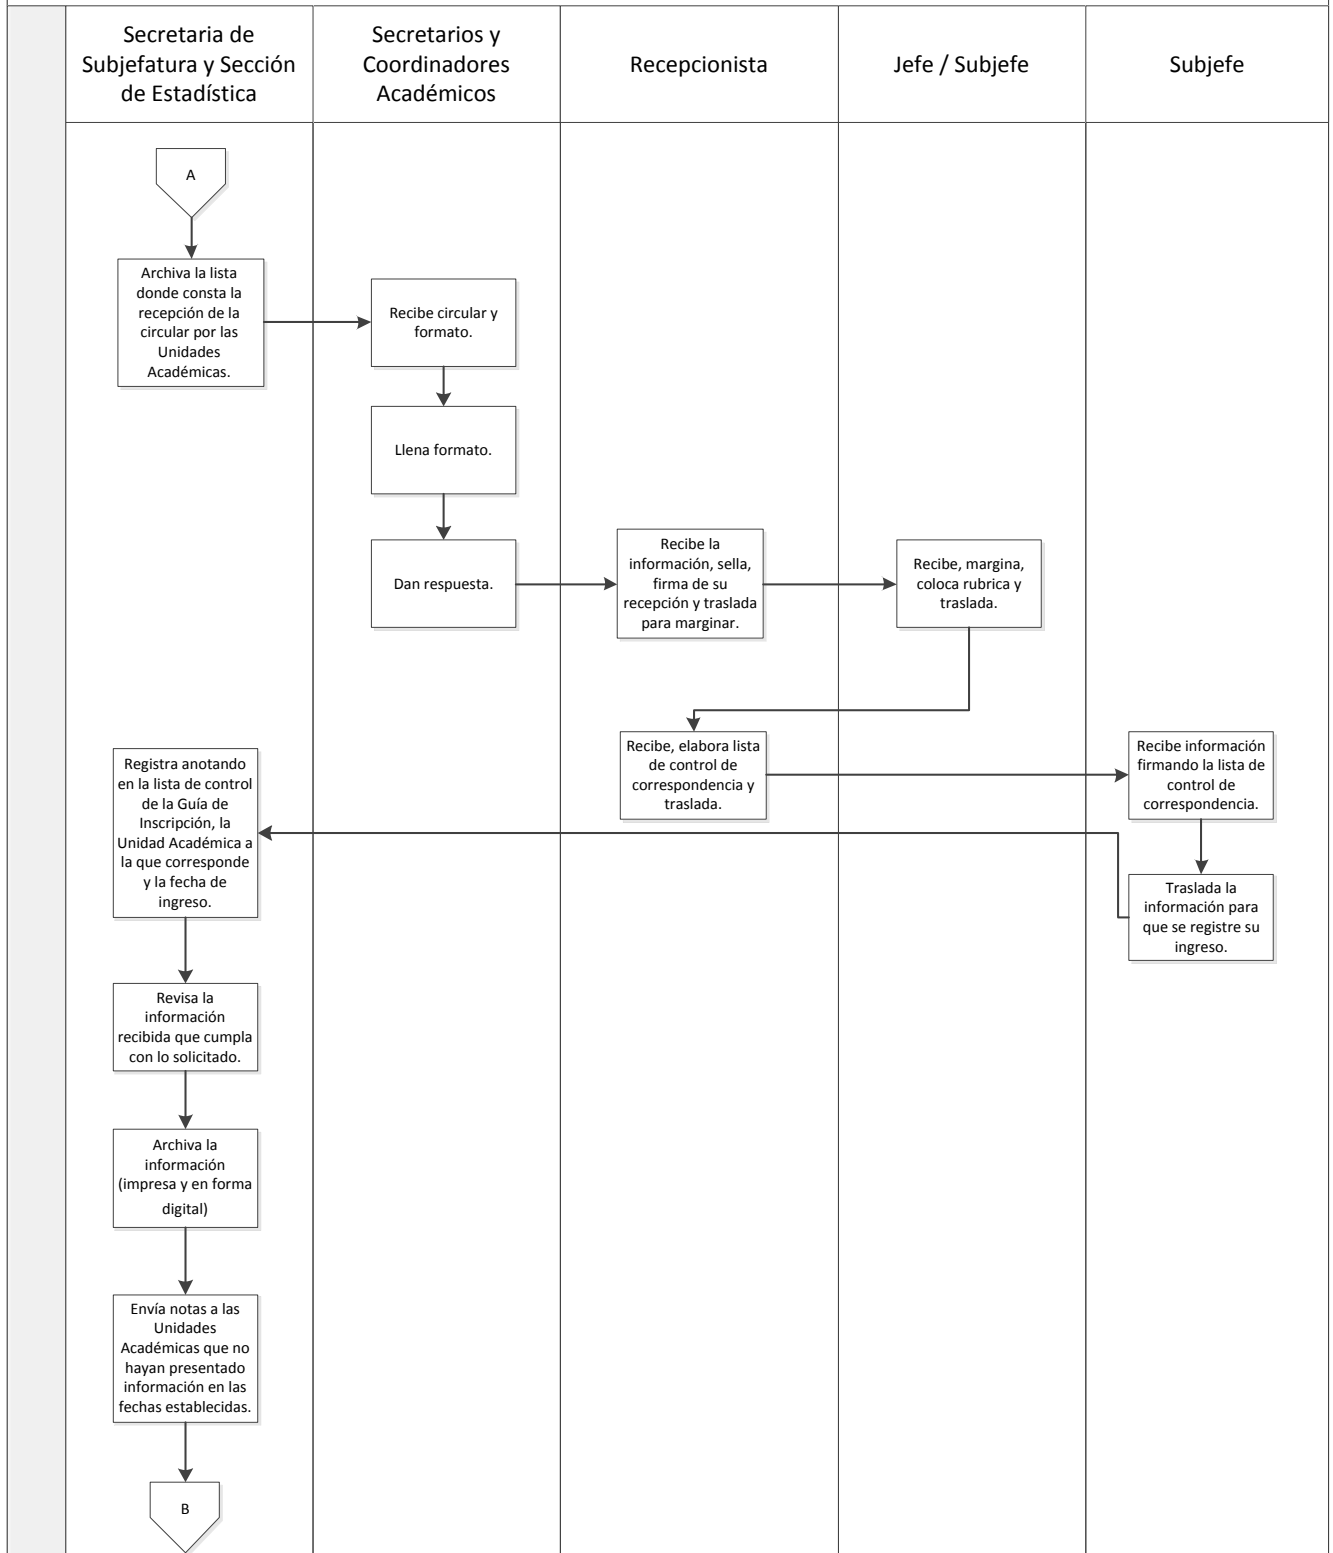 Secretaria de
Subjefatura y Sección
de Estadística
Secretarios y
Coordinadores
Académicos
Recepcionista
Jefe / Subjefe
Subjefe
A
Archiva la lista
donde consta la
recepción de la
circular por las
Unidades
Académicas.
Recibe circular y
formato.
Llena formato.
Dan respuesta.
Recibe la
información, sella,
firma de su
recepción y traslada
para marginar.
Recibe, margina,
coloca rubrica y
traslada.
Recibe, elabora lista
de control de
correspondencia y
traslada.
Recibe información
firmando la lista de
control de
correspondencia.
Traslada la
información para
que se registre su
ingreso.
Registra anotando
en la lista de control
de la Guía de
Inscripción, la
Unidad Académica a
la que corresponde
y la fecha de
ingreso.
Revisa la
información
recibida que cumpla
con lo solicitado.
Archiva la
información
(impresa y en forma
digital)
Envía notas a las
Unidades
Académicas que no
hayan presentado
información en las
fechas establecidas.
B